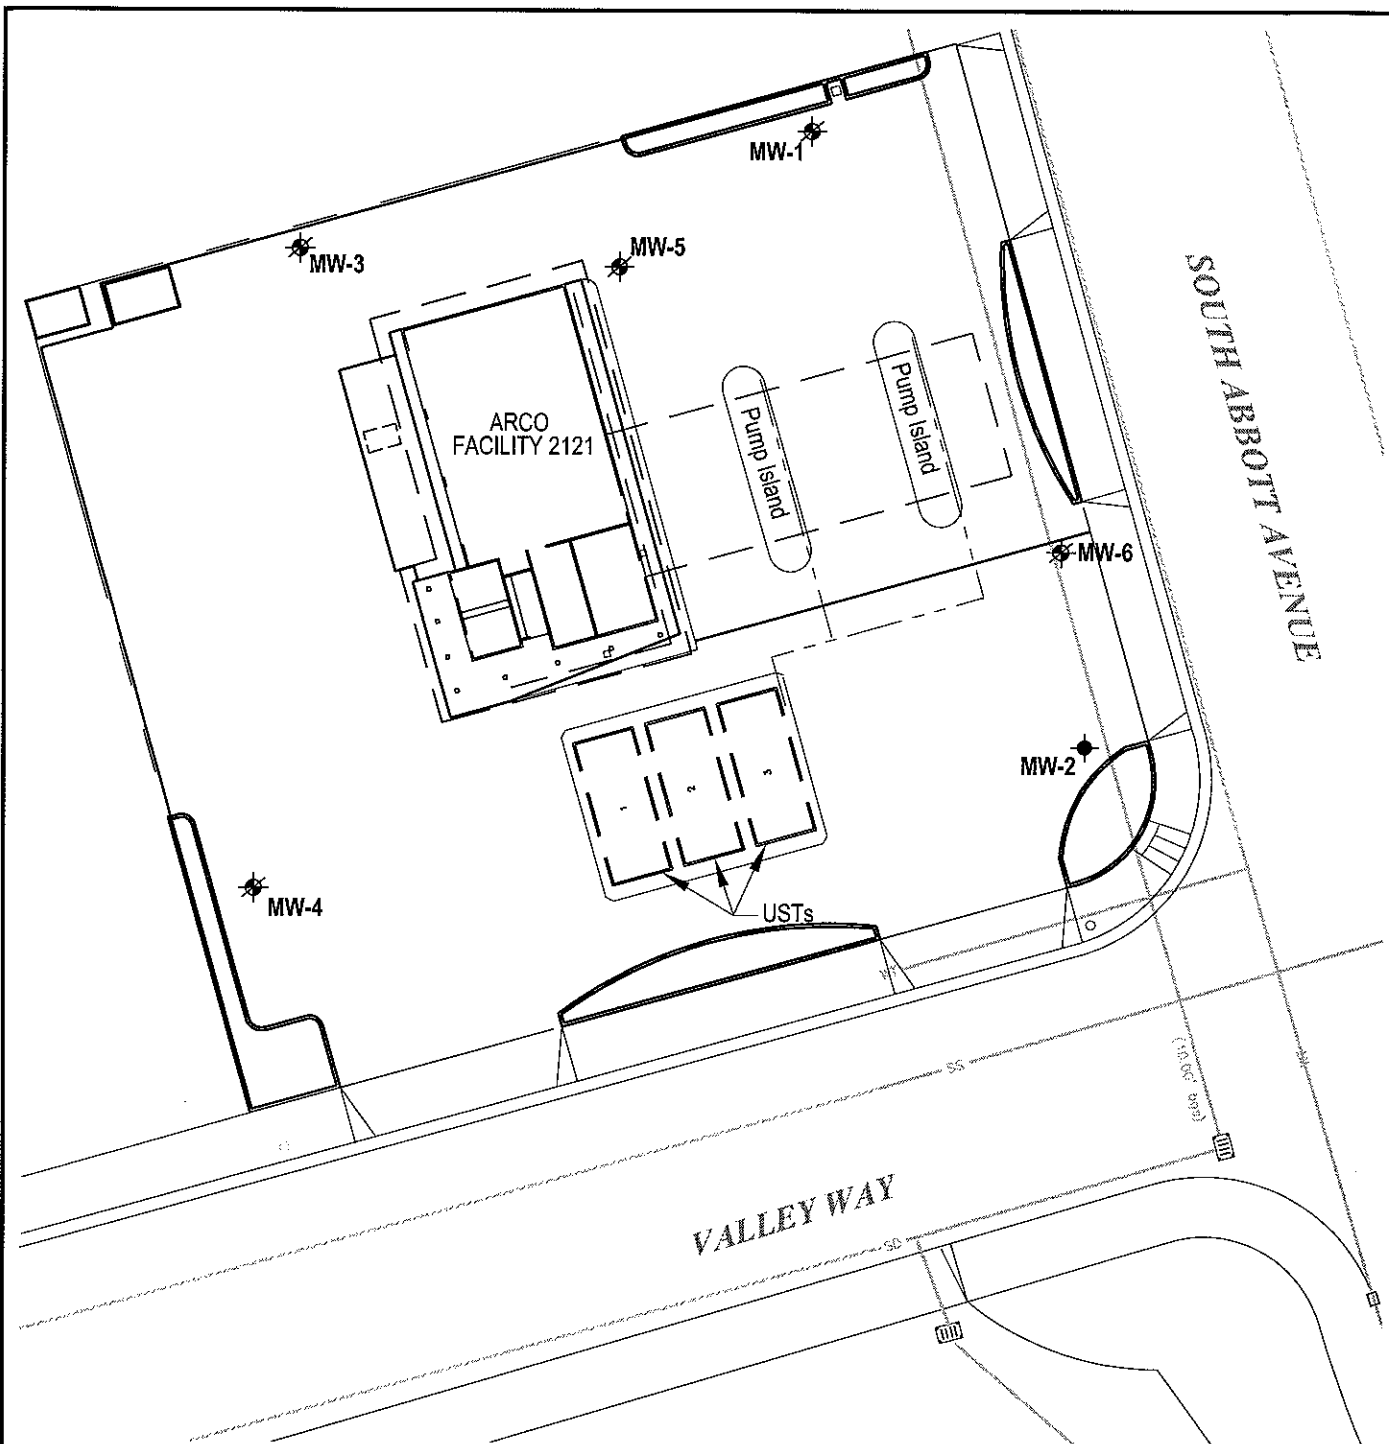 MW-1
MW-5
MW-3
SOUTH ABBOTT AVENUE
Pump Island
Pump Island
ARCO
FACILITY 2121
MW-6
MW-2
1
2
3
MW-4
USTs
SS
VALLEY WAY
SD